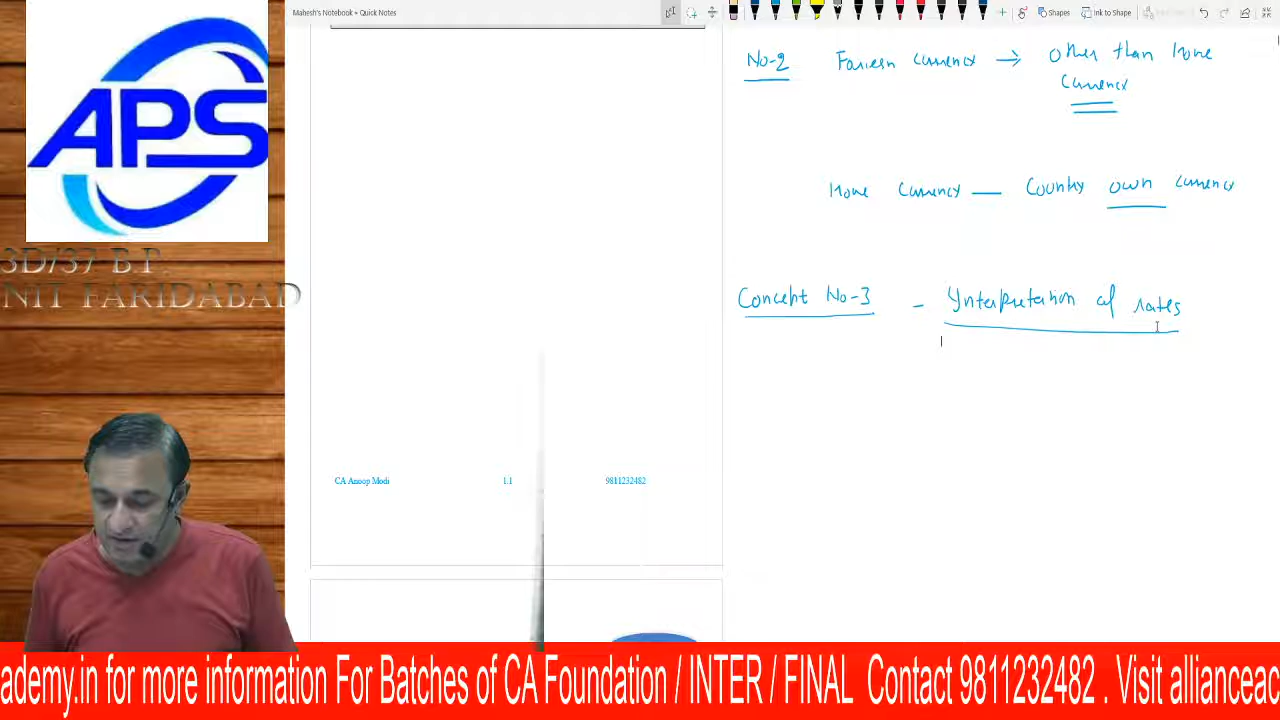 APS
3D/37 B.P.
NIT FARIDABAD
Mahesh's Notebook • Quick Notes
Shapes
Ink to Shape
No-2 Foriegn currency → other than Home
currency
Home currency — Country own currency
Concept No-3 - Interpretation of rates
CA Anoop Modi 1.1 9811232482
ademy.in for more information For Batches of CA Foundation / INTER / FINAL Contact 9811232482 . Visit allianceac